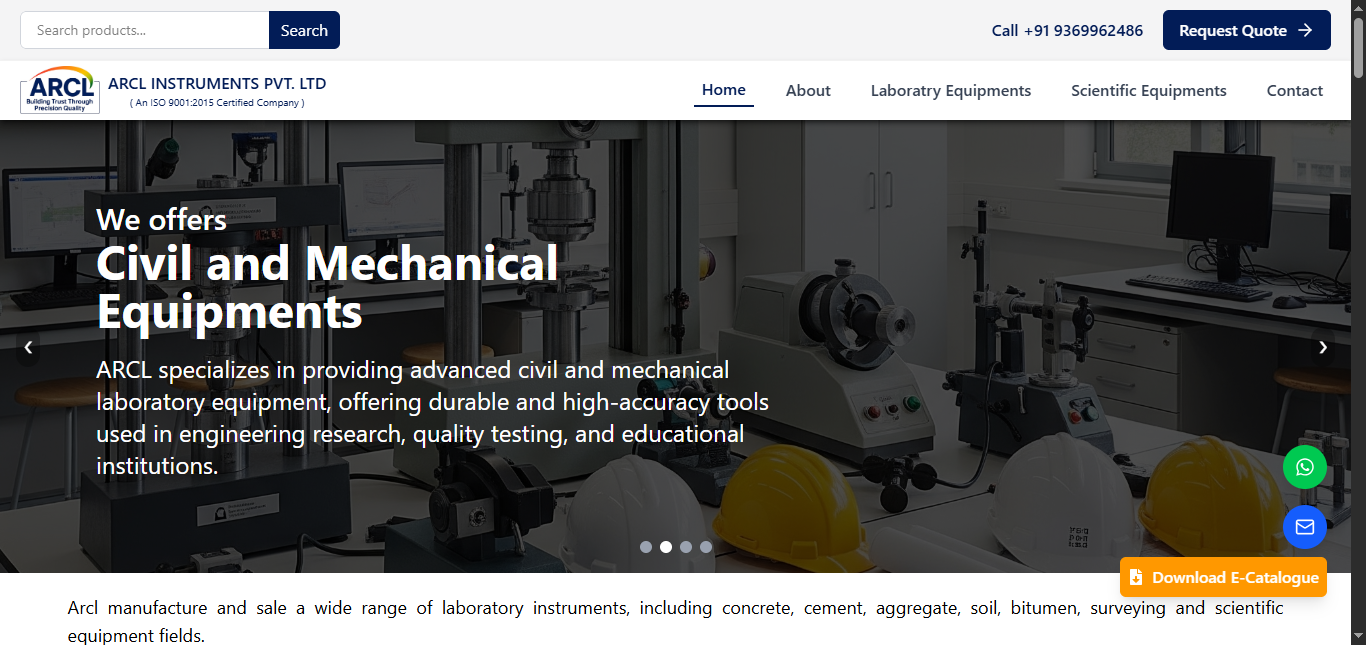 Search products...
Search
Call +91 9369962486
Request Quote
ARCL
Building Trust Through
Precision Quality
ARCL INSTRUMENTS PVT. LTD
( An ISO 9001:2015 Certified Company )
Home
About
Laboratry Equipments
Scientific Equipments
Contact
We offers
Civil and Mechanical
Equipments
ARCL specializes in providing advanced civil and mechanical
laboratory equipment, offering durable and high-accuracy tools
used in engineering research, quality testing, and educational
institutions.
Download E-Catalogue
Arcl manufacture and sale a wide range of laboratory instruments, including concrete, cement, aggregate, soil, bitumen, surveying and scientific
equipment fields.